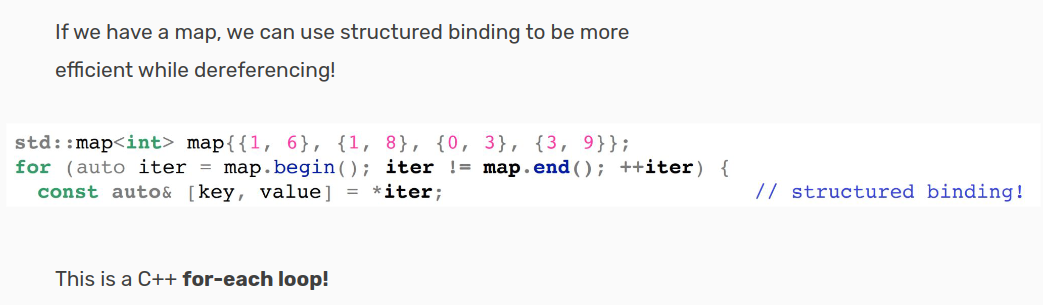 If we have a map, we can use structured binding to be more
efficient while dereferencing!
std::map<int> map{{1, 6}, {1, 8}, {0, 3}, {3, 9}};
for (auto iter = map.begin(); iter != map.end(); ++iter) {
const auto& [key, value] = *iter; // structured binding!
This is a C++ for-each loop!